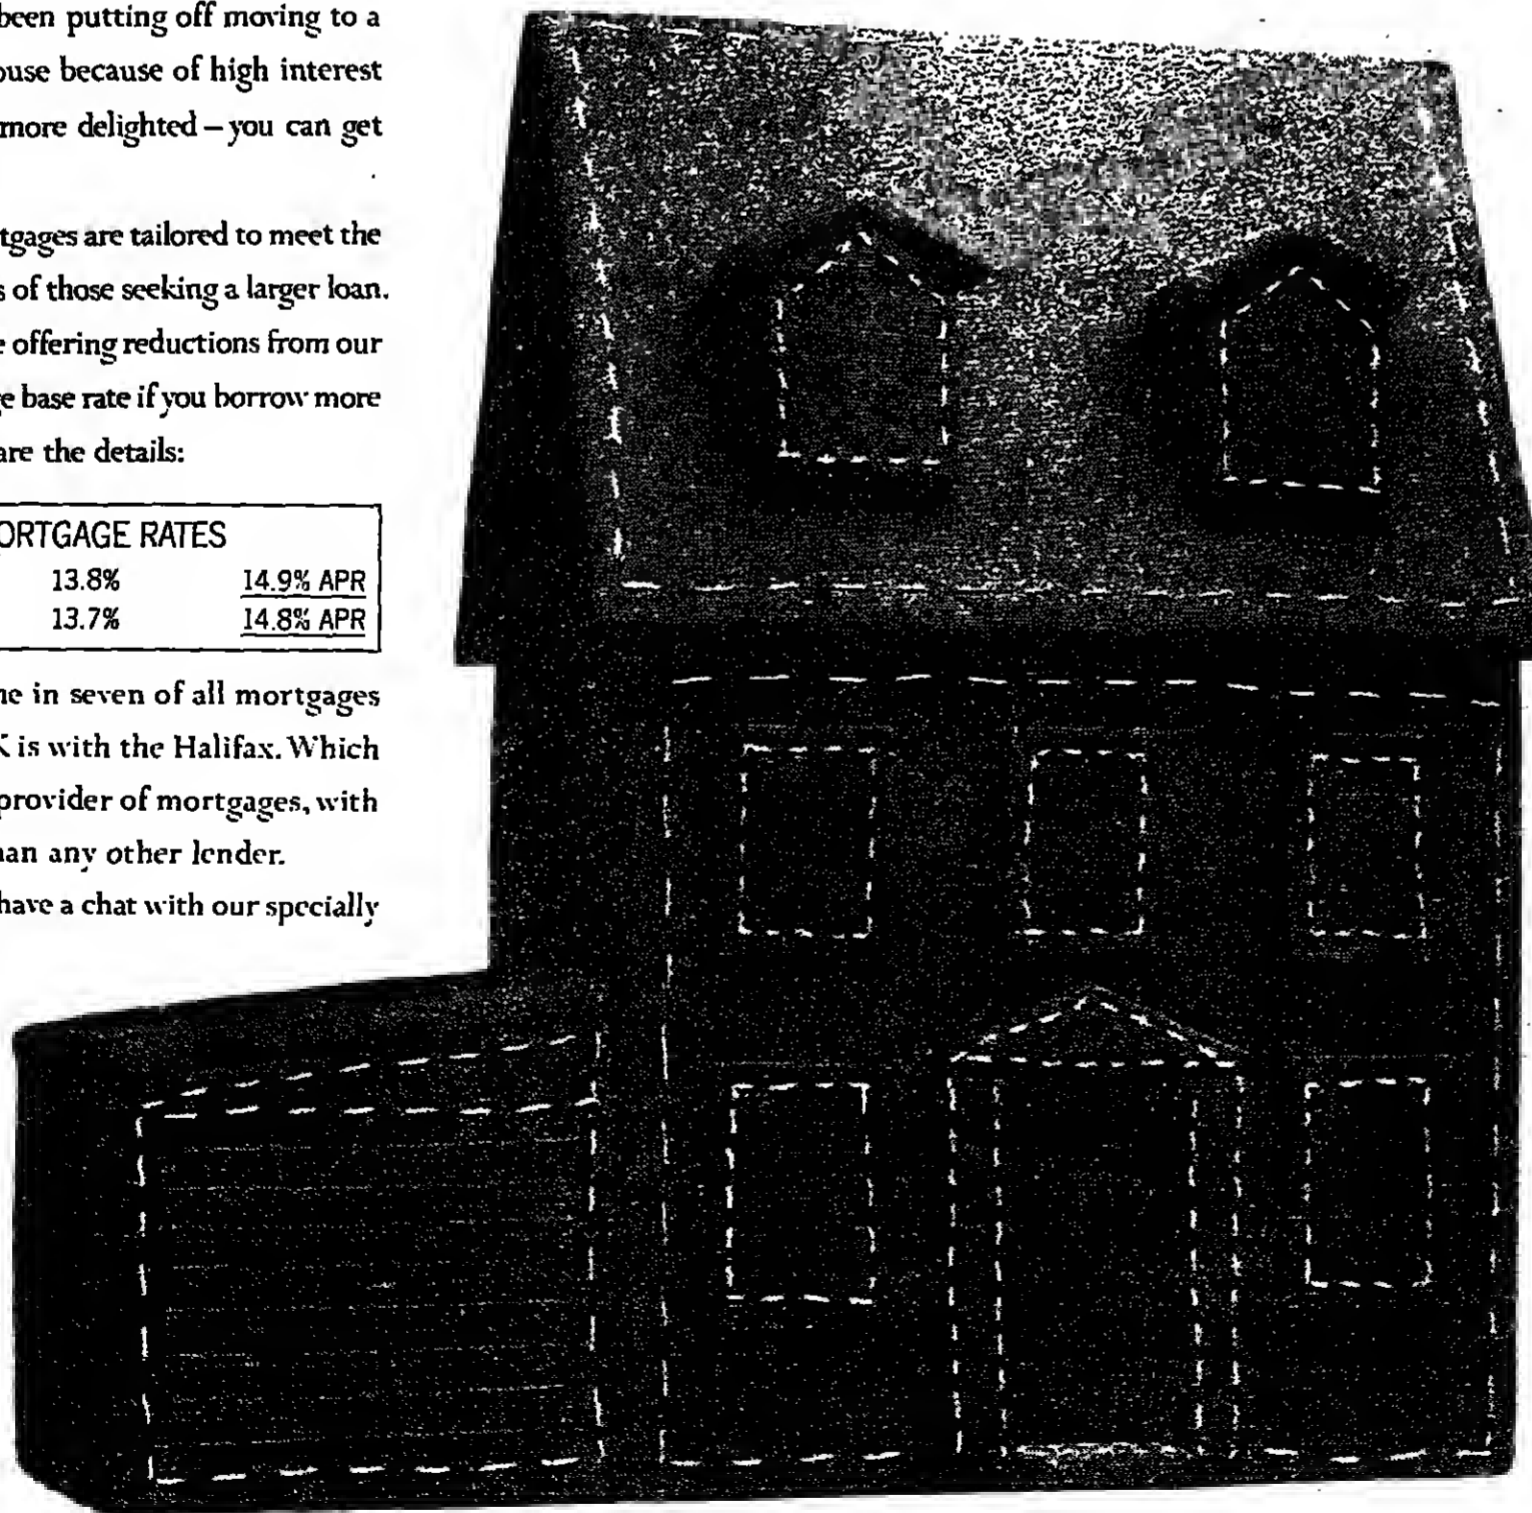 been putting off moving to a
ouse because of high interest
more delighted – you can get
tgages are tailored to meet the
s of those seeking a larger loan.
e offering reductions from our
ge base rate if you borrow more
are the details:
ORTGAGE RATES
13.8% 14.9% APR
13.7% 14.8% APR
ne in seven of all mortgages
K is with the Halifax. Which
provider of mortgages, with
han any other lender.
have a chat with our specially